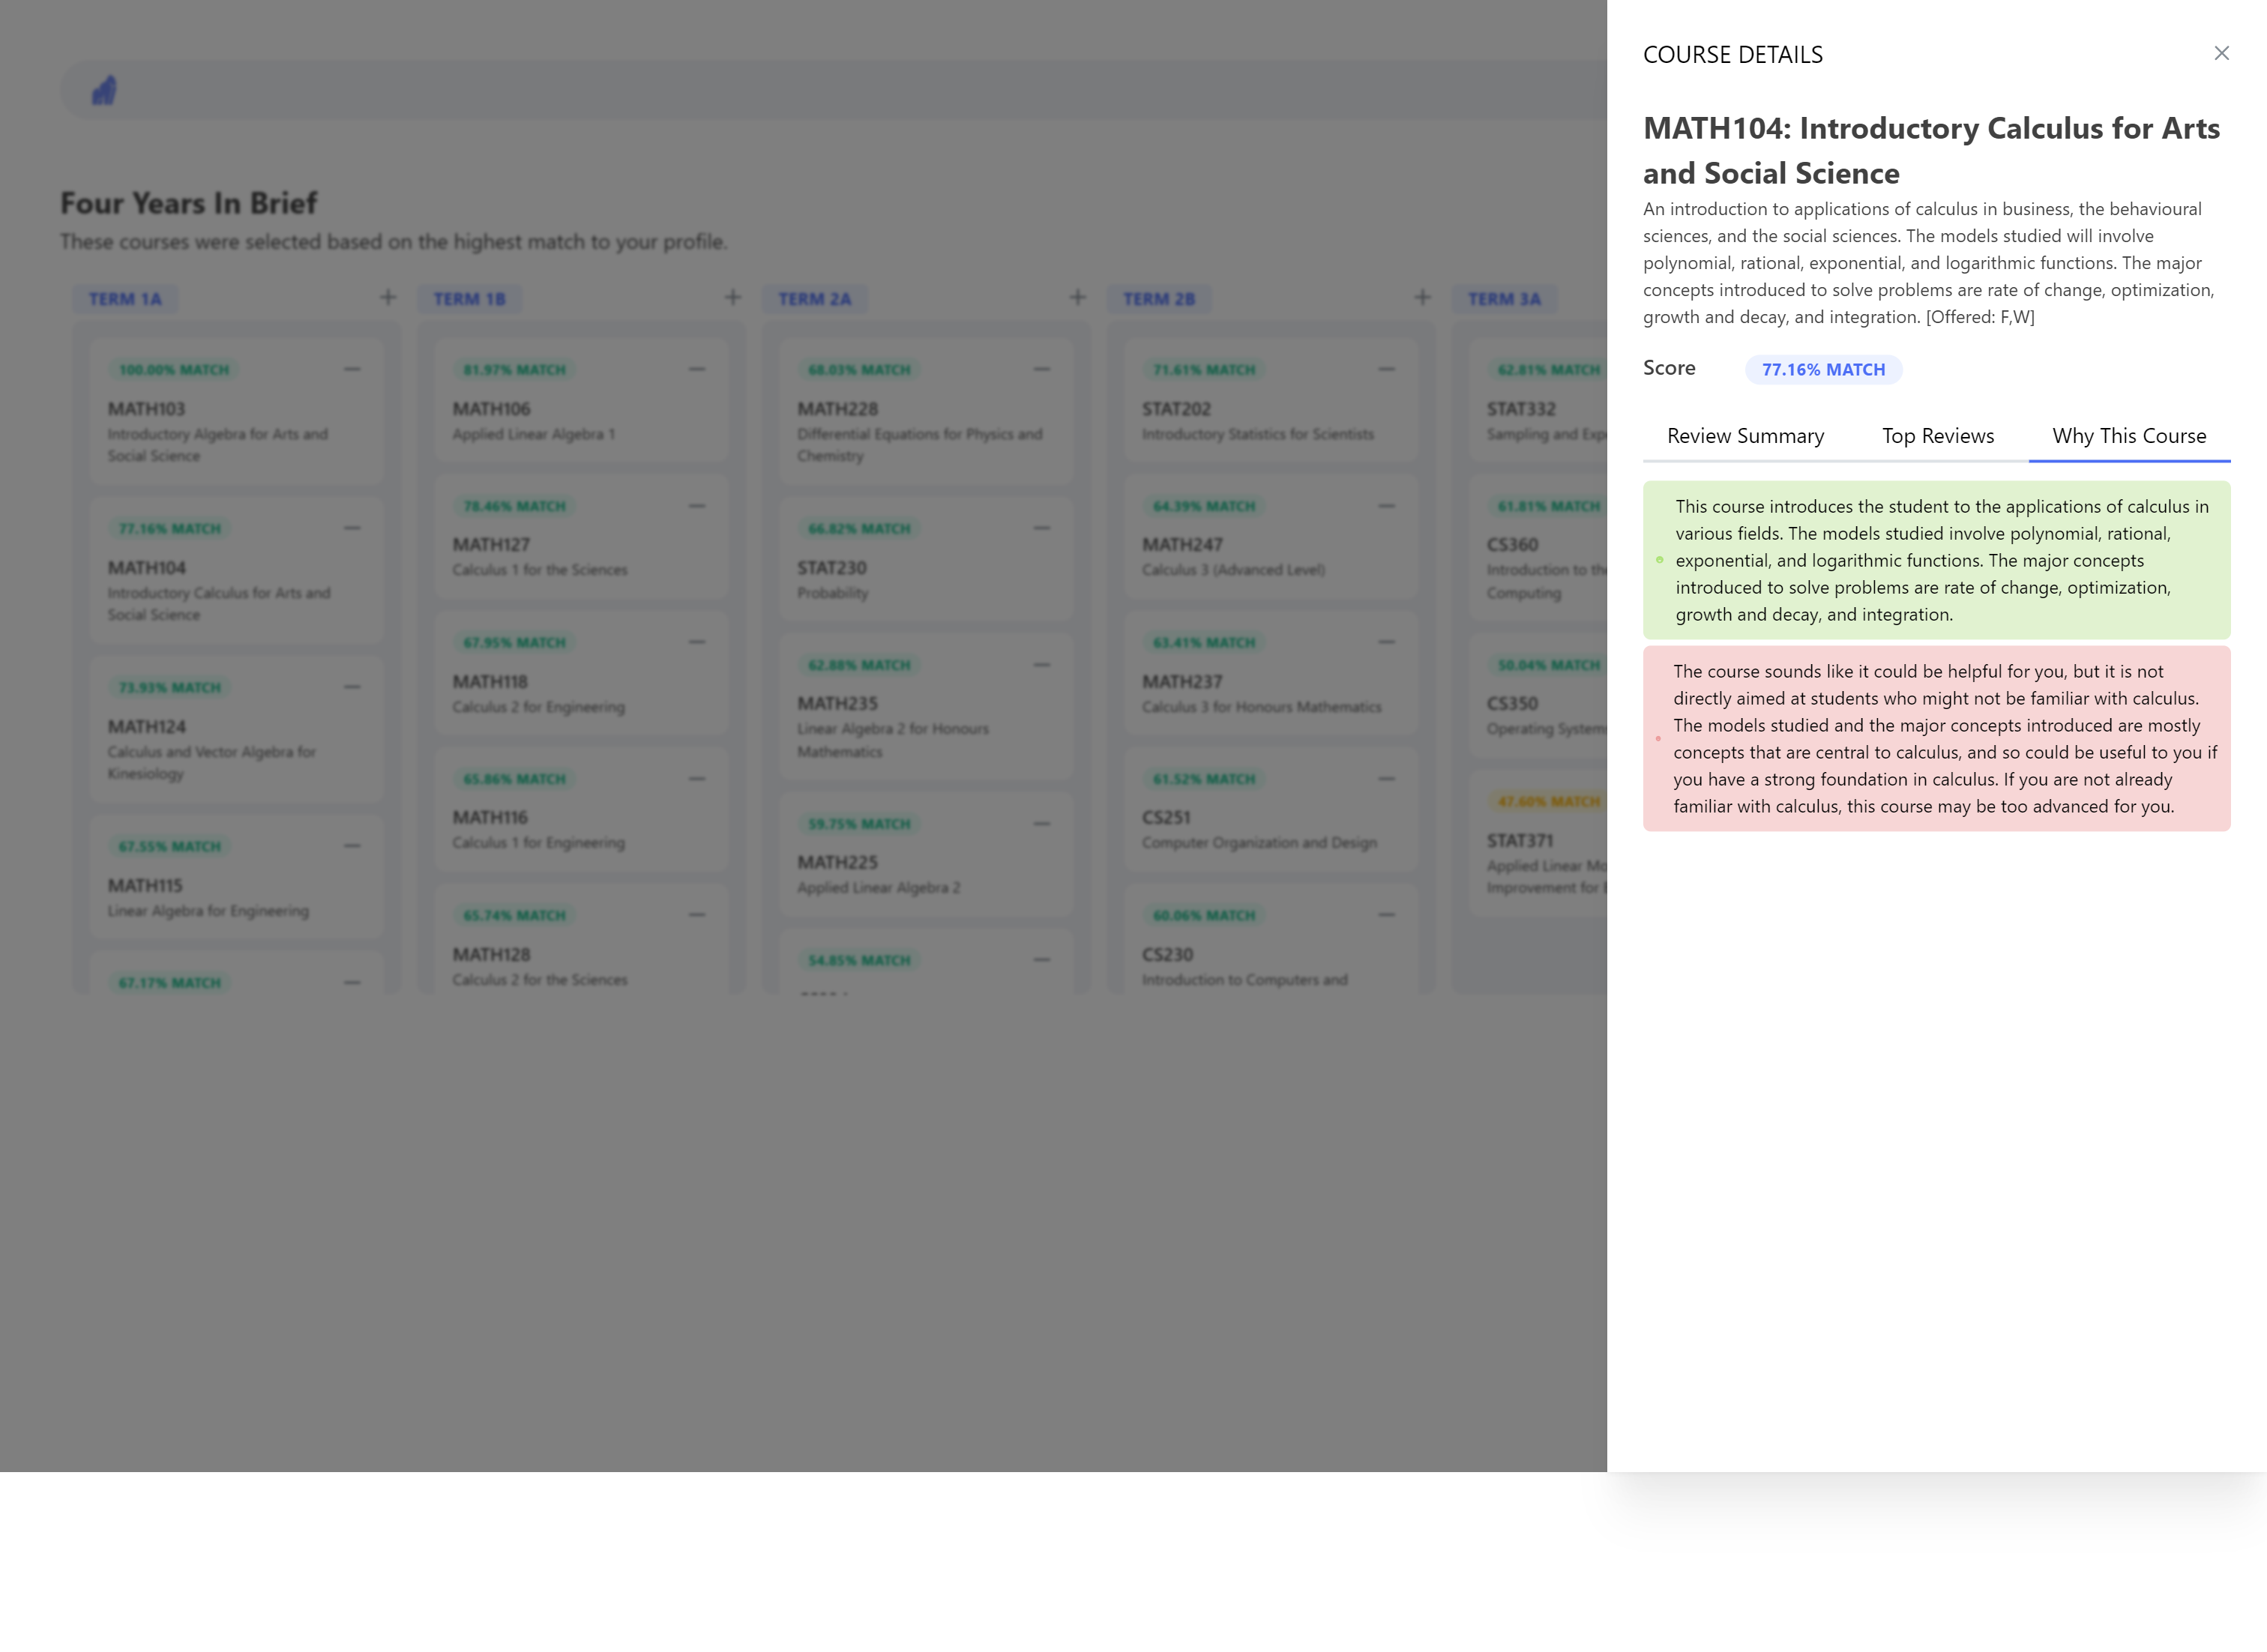 Four Years In Brief
These courses were selected based on the highest match to your profile.
TERM 1A
100.00% MATCH
MATH103
Introductory Algebra for Arts and
Social Science
77.16% MATCH
MATH104
Introductory Calculus for Arts and
Social Science
73.93% MATCH
MATH124
Calculus and Vector Algebra for
Kinesiology
67.55% MATCH
MATH115
Linear Algebra for Engineering
67.17% MATCH
TERM 1B
81.97% MATCH
MATH106
Applied Linear Algebra 1
78.46% MATCH
MATH127
Calculus 1 for the Sciences
67.95% MATCH
MATH118
Calculus 2 for Engineering
65.86% MATCH
MATH116
Calculus 1 for Engineering
65.74% MATCH
MATH128
Calculus 2 for the Sciences
TERM 2A
68.03% MATCH
MATH228
Differential Equations for Physics and
Chemistry
66.82% MATCH
STAT230
Probability
62.88% MATCH
MATH235
Linear Algebra 2 for Honours
Mathematics
59.75% MATCH
MATH225
Applied Linear Algebra 2
54.85% MATCH
TERM 2B
71.61% MATCH
STAT202
Introductory Statistics for Scientists
64.39% MATCH
MATH247
Calculus 3 (Advanced Level)
63.41% MATCH
MATH237
Calculus 3 for Honours Mathematics
61.52% MATCH
CS251
Computer Organization and Design
60.06% MATCH
CS230
Introduction to Computers and
TERM 3A
62.81% MATCH
STAT332
Sampling and Exp
61.81% MATCH
CS360
Introduction to th
Computing
50.04% MATCH
CS350
Operating System
47.60% MATCH
STAT371
Applied Linear Mo
Improvement for
COURSE DETAILS
MATH104: Introductory Calculus for Arts
and Social Science
An introduction to applications of calculus in business, the behavioural
sciences, and the social sciences. The models studied will involve
polynomial, rational, exponential, and logarithmic functions. The major
concepts introduced to solve problems are rate of change, optimization,
growth and decay, and integration. [Offered: F,W]
Score 77.16% MATCH
Review Summary Top Reviews Why This Course
This course introduces the student to the applications of calculus in
various fields. The models studied involve polynomial, rational,
exponential, and logarithmic functions. The major concepts
introduced to solve problems are rate of change, optimization,
growth and decay, and integration.
The course sounds like it could be helpful for you, but it is not
directly aimed at students who might not be familiar with calculus.
The models studied and the major concepts introduced are mostly
concepts that are central to calculus, and so could be useful to you if
you have a strong foundation in calculus. If you are not already
familiar with calculus, this course may be too advanced for you.